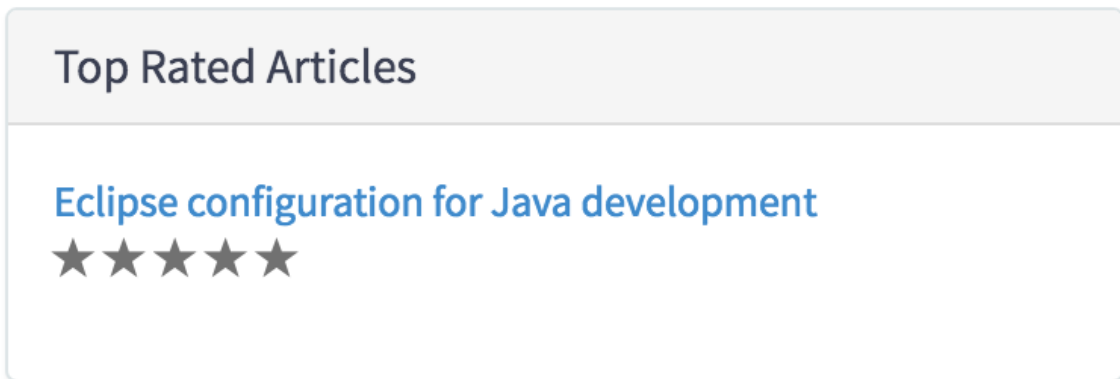 Top Rated Articles
Eclipse configuration for Java development